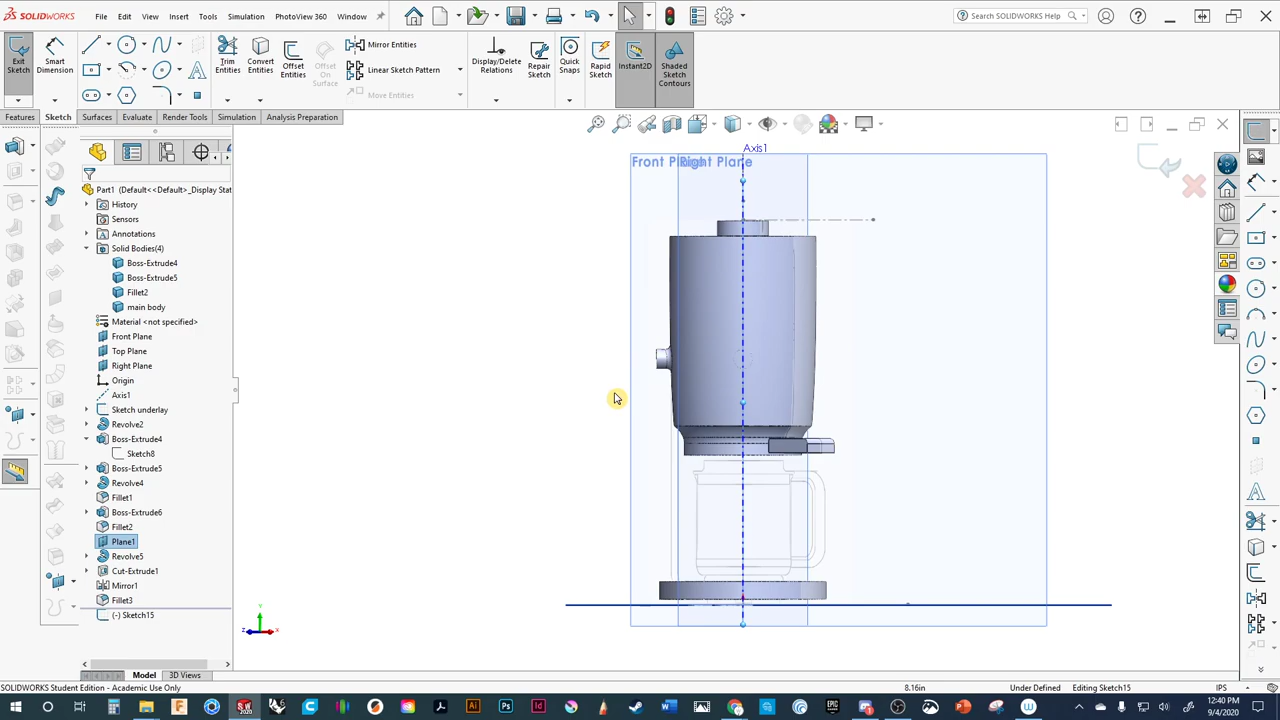 SOLIDWORKS File Edit View Insert Tools Simulation PhotoView 360 Window Search SOLIDWORKS Help
Exit Sketch
Smart Dimension
Trim Entities
Convert Entities
Offset Entities
Offset On Surface
Mirror Entities
Linear Sketch Pattern
Move Entities
Display/Delete Relations
Repair Sketch
Quick Snaps
Rapid Sketch
Instant2D
Shaded Sketch Contours
Features Sketch Surfaces Evaluate Render Tools Simulation Analysis Preparation
Part1 (Default<<Default>_Display Stat
History
Sensors
Annotations
Solid Bodies(4)
Boss-Extrude4
Boss-Extrude5
Fillet2
main body
Material <not specified>
Front Plane
Top Plane
Right Plane
Origin
Axis1
Sketch underlay
Revolve2
Boss-Extrude4
Sketch8
Boss-Extrude5
Revolve4
Fillet1
Boss-Extrude6
Fillet2
Plane1
Revolve5
Cut-Extrude1
Mirror1
Fillet3
(-) Sketch15
Axis1
Front Pl Right Plane
Y
Z X
Model 3D Views
SOLIDWORKS Student Edition - Academic Use Only 8.16in Under Defined Editing Sketch15 IPS
12:40 PM
9/4/2020